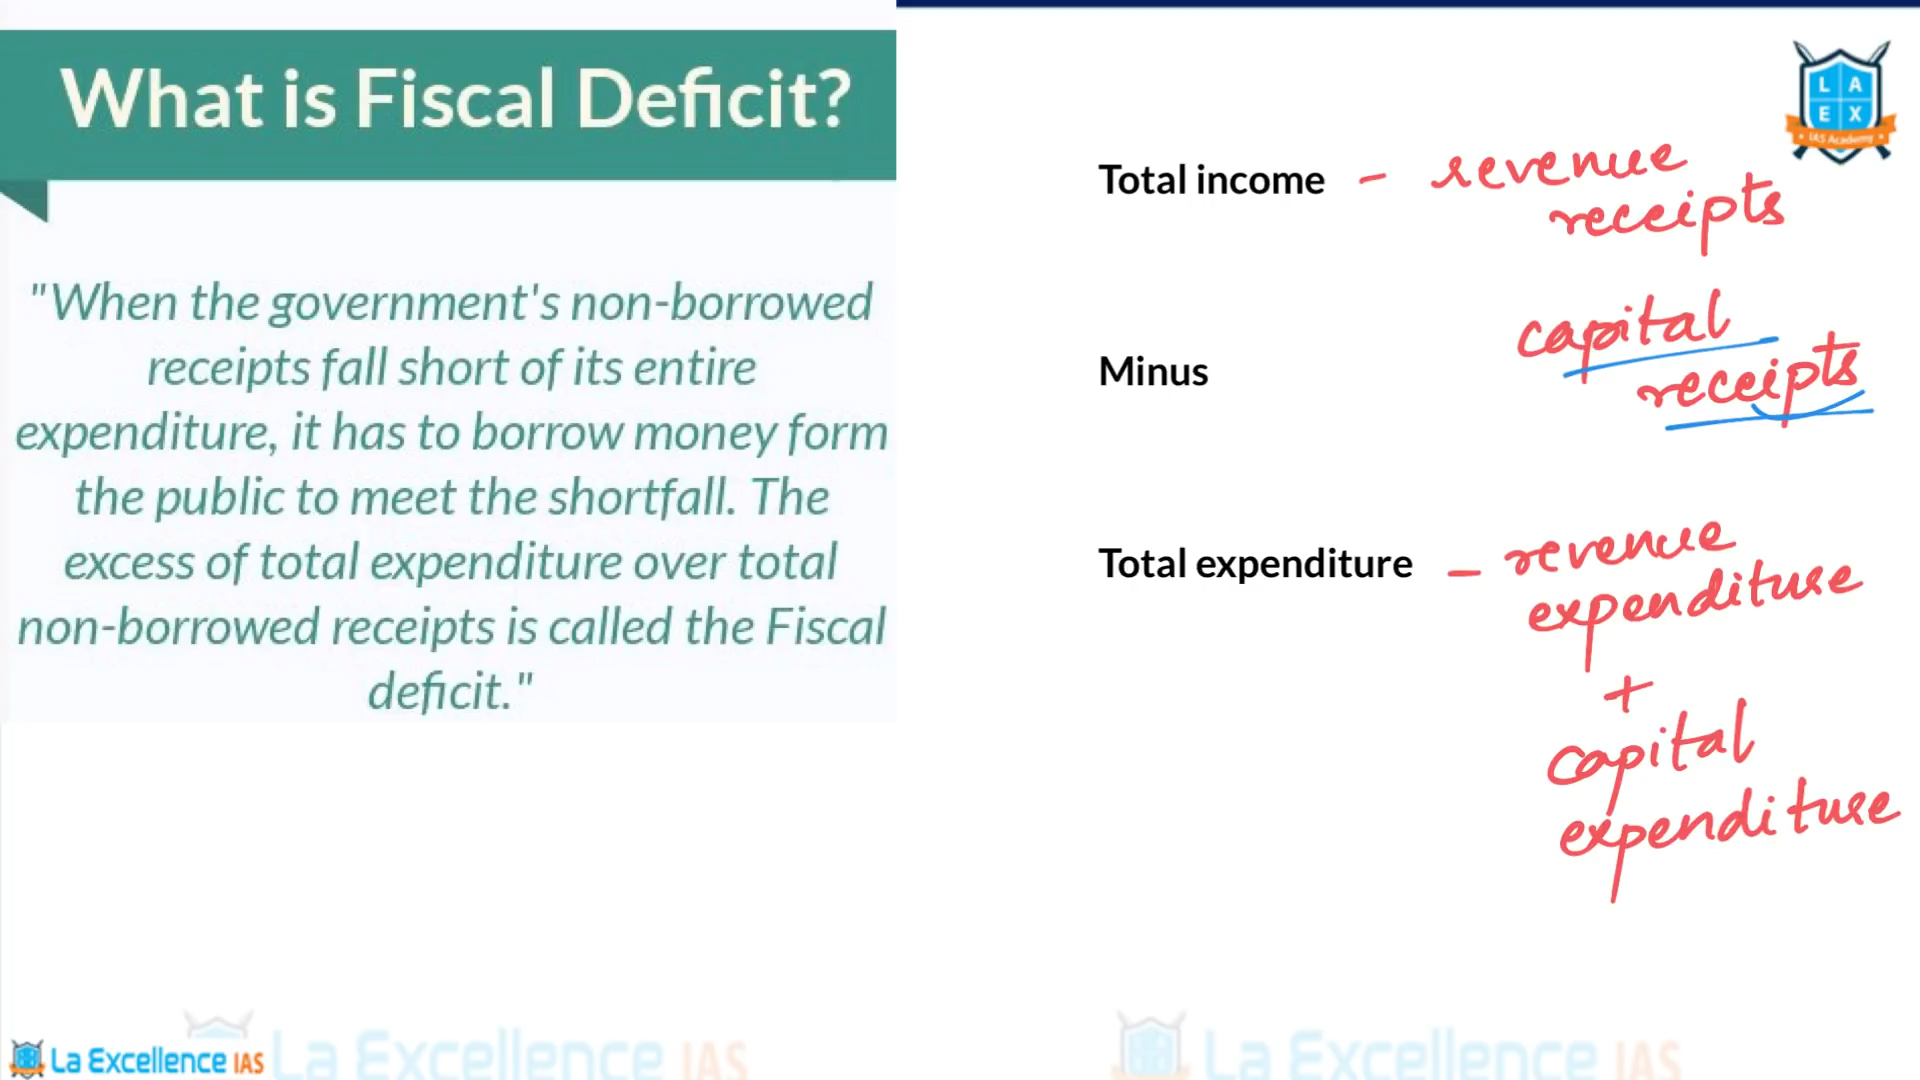 What is Fiscal Deficit?
"When the government's non-borrowed
receipts fall short of its entire
expenditure, it has to borrow money form
the public to meet the shortfall. The
excess of total expenditure over total
non-borrowed receipts is called the Fiscal
deficit."
L A
E X
IAS Academy
Total income - revenue
receipts
capital
receipts
Minus
Total expenditure - revenue
expenditure
+
capital
expenditure
La Excellence IAS
La Excellence IAS
La Excellence IAS